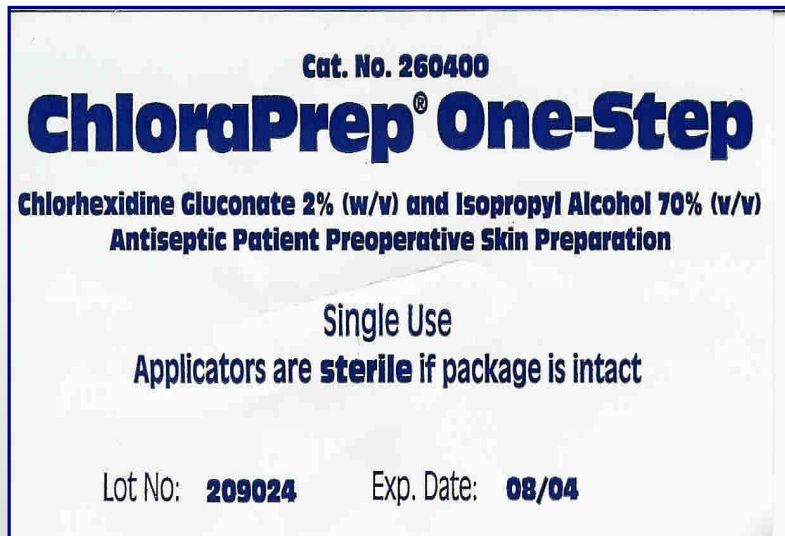 Cat. No. 260400
ChloraPrep® One-Step
Chlorhexidine Gluconate 2% (w/v) and Isopropyl Alcohol 70% (v/v)
Antiseptic Patient Preoperative Skin Preparation
Single Use
Applicators are sterile if package is intact
Lot No: 209024 Exp. Date: 08/04